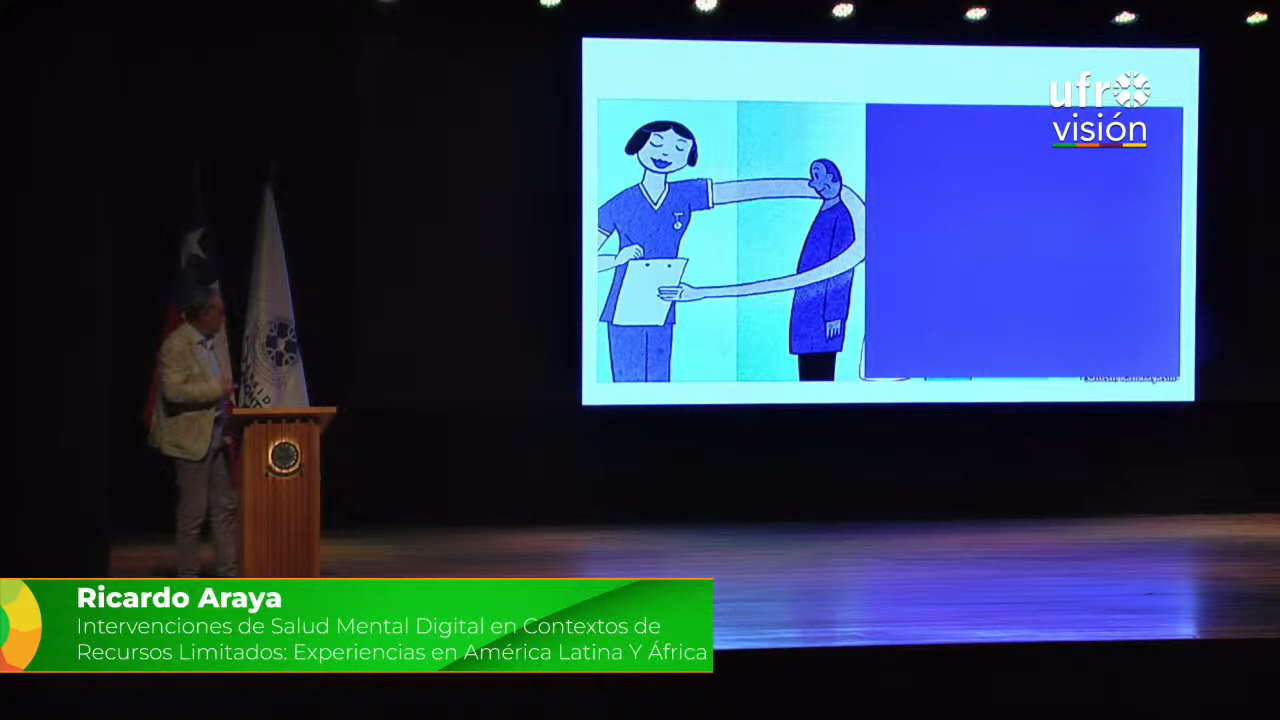 ufro
visión
Ricardo Araya
Intervenciones de Salud Mental Digital en Contextos de
Recursos Limitados: Experiencias en América Latina Y África